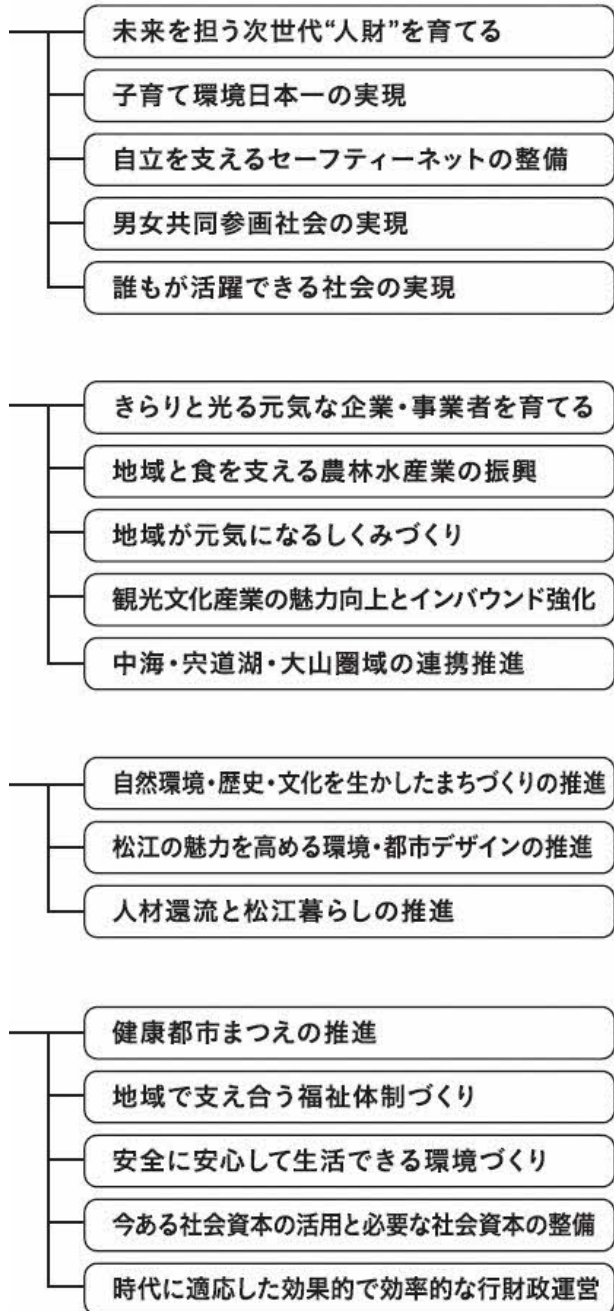 未来を担う次世代“人財”を育てる
子育て環境日本一の実現
自立を支えるセーフティーネットの整備
男女共同参画社会の実現
誰もが活躍できる社会の実現
きらりと光る元気な企業・事業者を育てる
地域と食を支える農林水産業の振興
地域が元気になるしくみづくり
観光文化産業の魅力向上とインバウンド強化
中海・宍道湖・大山圏域の連携推進
自然環境・歴史・文化を生かしたまちづくりの推進
松江の魅力を高める環境・都市デザインの推進
人材還流と松江暮らしの推進
健康都市まつえの推進
地域で支え合う福祉体制づくり
安全に安心して生活できる環境づくり
今ある社会資本の活用と必要な社会資本の整備
時代に適応した効果的で効率的な行財政運営